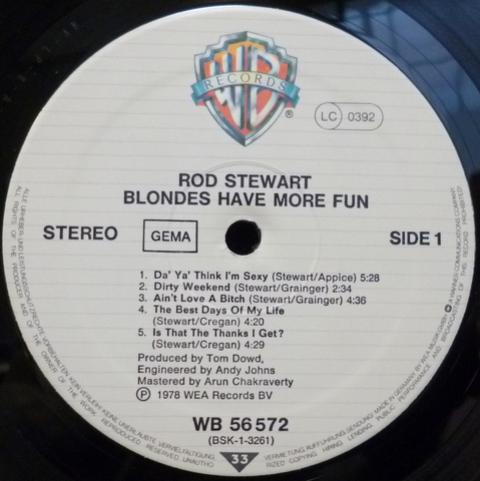 WB
RECORDS
®
LC 0392
ROD STEWART
BLONDES HAVE MORE FUN
STEREO GEMA SIDE 1
1. Da' Ya' Think I'm Sexy (Stewart/Appice) 5:28
2. Dirty Weekend (Stewart/Grainger) 2:34
3. Ain't Love A Bitch (Stewart/Grainger) 4:36
4. The Best Days Of My Life
(Stewart/Cregan) 4:20
5. Is That The Thanks I Get?
(Stewart/Cregan) 4:29
Produced by Tom Dowd,
Engineered by Andy Johns
Mastered by Arun Chakraverty
℗ 1978 WEA Records BV
WB 56 572
(BSK-1-3261)
33